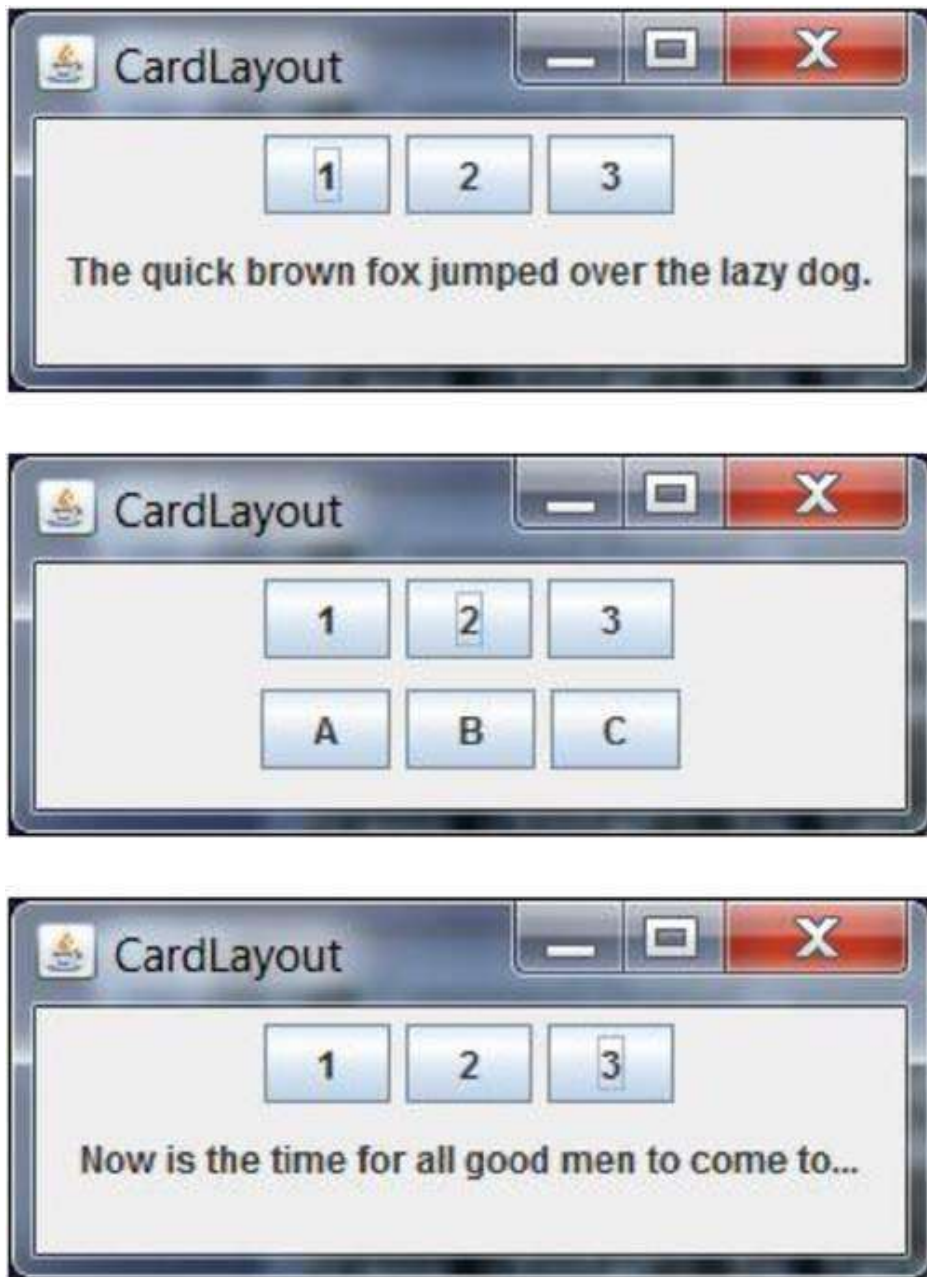 CardLayout
1 2 3
The quick brown fox jumped over the lazy dog.
CardLayout
1 2 3
A B C
CardLayout
1 2 3
Now is the time for all good men to come to...